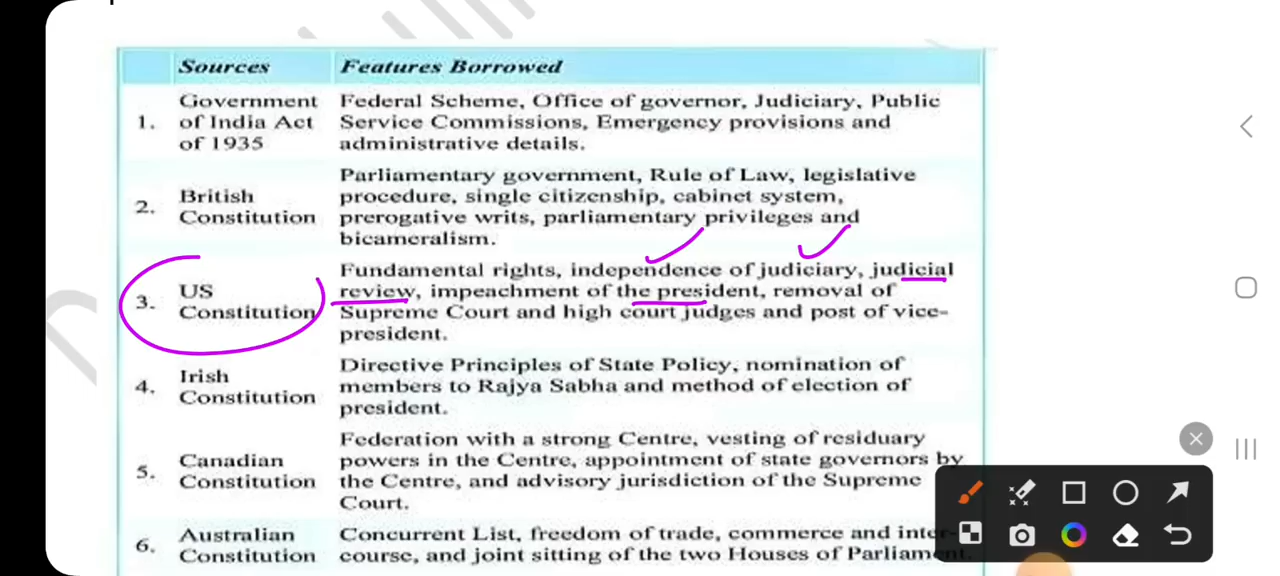 Sources Features Borrowed
1. Government of India Act of 1935 Federal Scheme, Office of governor, Judiciary, Public
Service Commissions, Emergency provisions and
administrative details.
2. British Constitution Parliamentary government, Rule of Law, legislative
procedure, single citizenship, cabinet system,
prerogative writs, parliamentary privileges and
bicameralism.
3. US Constitution Fundamental rights, independence of judiciary, judicial
review, impeachment of the president, removal of
Supreme Court and high court judges and post of vice-
president.
4. Irish Constitution Directive Principles of State Policy, nomination of
members to Rajya Sabha and method of election of
president.
5. Canadian Constitution Federation with a strong Centre, vesting of residuary
powers in the Centre, appointment of state governors by
the Centre, and advisory jurisdiction of the Supreme
Court.
6. Australian Constitution Concurrent List, freedom of trade, commerce and inter-
course, and joint sitting of the two Houses of Parliament.